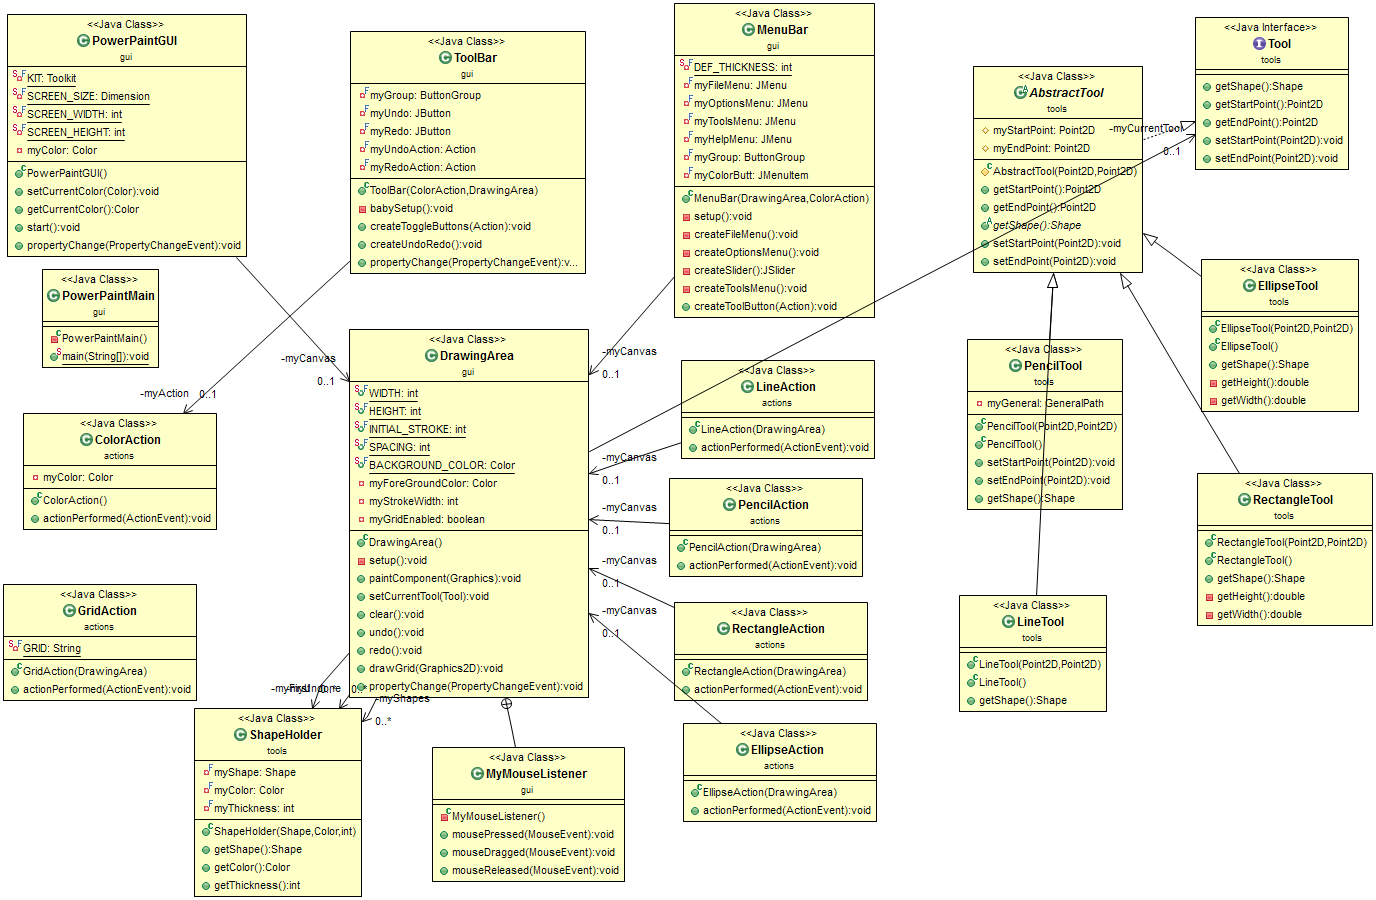 <<Java Class>>
PowerPaintGUI
gui
KIT: Toolkit
SCREEN_SIZE: Dimension
SCREEN_WIDTH: int
SCREEN_HEIGHT: int
myColor: Color
PowerPaintGUI()
setCurrentColor(Color):void
getCurrentColor():Color
start():void
propertyChange(PropertyChangeEvent):void
<<Java Class>>
ToolBar
gui
myGroup: ButtonGroup
myUndo: JButton
myRedo: JButton
myUndoAction: Action
myRedoAction: Action
ToolBar(ColorAction,DrawingArea)
babySetup():void
createToggleButtons(Action):void
createUndoRedo():void
propertyChange(PropertyChangeEvent):v...
<<Java Class>>
MenuBar
gui
DEF_THICKNESS: int
myFileMenu: JMenu
myOptionsMenu: JMenu
myToolsMenu: JMenu
myHelpMenu: JMenu
myGroup: ButtonGroup
myColorButt: JMenuItem
MenuBar(DrawingArea,ColorAction)
setup():void
createFileMenu():void
createOptionsMenu():void
createSlider():JSlider
createToolsMenu():void
createToolButton(Action):void
<<Java Class>>
AbstractTool
tools
myStartPoint: Point2D
myEndPoint: Point2D
AbstractTool(Point2D,Point2D)
getStartPoint():Point2D
getEndPoint():Point2D
getShape():Shape
setStartPoint(Point2D):void
setEndPoint(Point2D):void
<<Java Interface>>
Tool
tools
getShape():Shape
getStartPoint():Point2D
getEndPoint():Point2D
setStartPoint(Point2D):void
setEndPoint(Point2D):void
-myCurrentTool
0..1
<<Java Class>>
PowerPaintMain
gui
PowerPaintMain()
main(String[]):void
<<Java Class>>
DrawingArea
gui
WIDTH: int
HEIGHT: int
INITIAL_STROKE: int
SPACING: int
BACKGROUND_COLOR: Color
myForeGroundColor: Color
myStrokeWidth: int
myGridEnabled: boolean
DrawingArea()
setup():void
paintComponent(Graphics):void
setCurrentTool(Tool):void
clear():void
undo():void
redo():void
drawGrid(Graphics2D):void
propertyChange(PropertyChangeEvent):void
-myCanvas
0..1
-myAction
0..1
-myCanvas
0..1
-myCanvas
0..1
-myCanvas
0..1
-myCanvas
0..1
-myCanvas
0..1
<<Java Class>>
ColorAction
actions
myColor: Color
ColorAction()
actionPerformed(ActionEvent):void
<<Java Class>>
GridAction
actions
GRID: String
GridAction(DrawingArea)
actionPerformed(ActionEvent):void
<<Java Class>>
LineAction
actions
LineAction(DrawingArea)
actionPerformed(ActionEvent):void
<<Java Class>>
PencilAction
actions
PencilAction(DrawingArea)
actionPerformed(ActionEvent):void
<<Java Class>>
RectangleAction
actions
RectangleAction(DrawingArea)
actionPerformed(ActionEvent):void
<<Java Class>>
EllipseAction
actions
EllipseAction(DrawingArea)
actionPerformed(ActionEvent):void
<<Java Class>>
PencilTool
tools
myGeneral: GeneralPath
PencilTool(Point2D,Point2D)
PencilTool()
setStartPoint(Point2D):void
setEndPoint(Point2D):void
getShape():Shape
<<Java Class>>
EllipseTool
tools
EllipseTool(Point2D,Point2D)
EllipseTool()
getShape():Shape
getHeight():double
getWidth():double
<<Java Class>>
RectangleTool
tools
RectangleTool(Point2D,Point2D)
RectangleTool()
getShape():Shape
getHeight():double
getWidth():double
<<Java Class>>
LineTool
tools
LineTool(Point2D,Point2D)
LineTool()
getShape():Shape
-myShapes
0..*
<<Java Class>>
ShapeHolder
tools
myShape: Shape
myColor: Color
myThickness: int
ShapeHolder(Shape,Color,int)
getShape():Shape
getColor():Color
getThickness():int
<<Java Class>>
MyMouseListener
gui
MyMouseListener()
mousePressed(MouseEvent):void
mouseDragged(MouseEvent):void
mouseReleased(MouseEvent):void